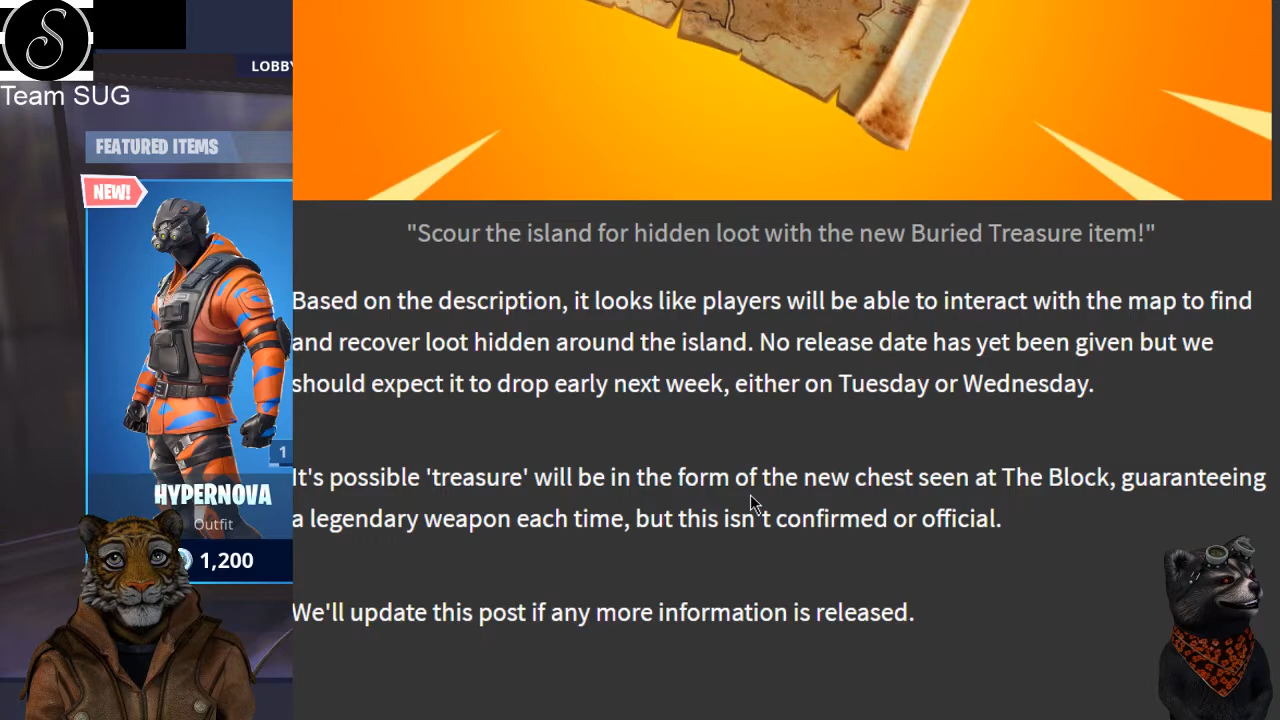 S
Team SUG
LOBBY
FEATURED ITEMS
NEW!
1
HYPERNOVA
Outfit
1,200
"Scour the island for hidden loot with the new Buried Treasure item!"
Based on the description, it looks like players will be able to interact with the map to find
and recover loot hidden around the island. No release date has yet been given but we
should expect it to drop early next week, either on Tuesday or Wednesday.
It's possible 'treasure' will be in the form of the new chest seen at The Block, guaranteeing
a legendary weapon each time, but this isn't confirmed or official.
We'll update this post if any more information is released.